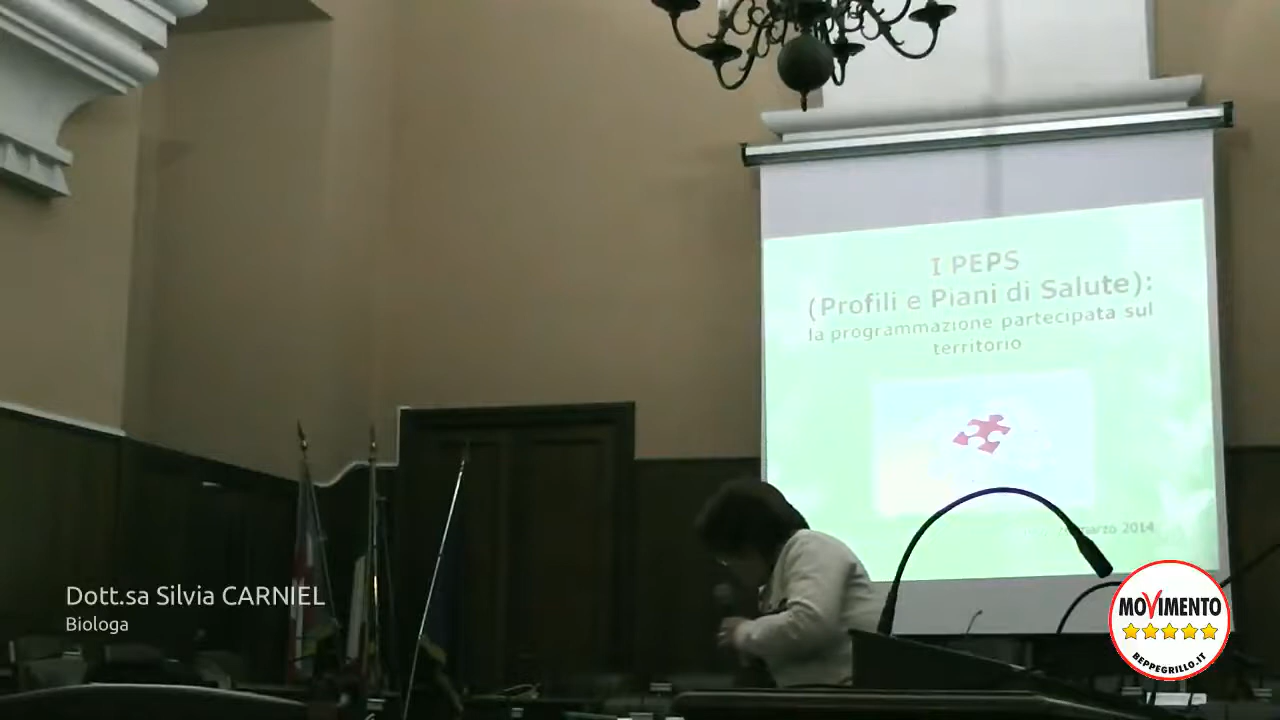 I PEPS
(Profili e Piani di Salute):
la programmazione partecipata sul
territorio
marzo 2014
Dott.sa Silvia CARNIEL
Biologa
MOVIMENTO
BEPPEGRILLO.IT